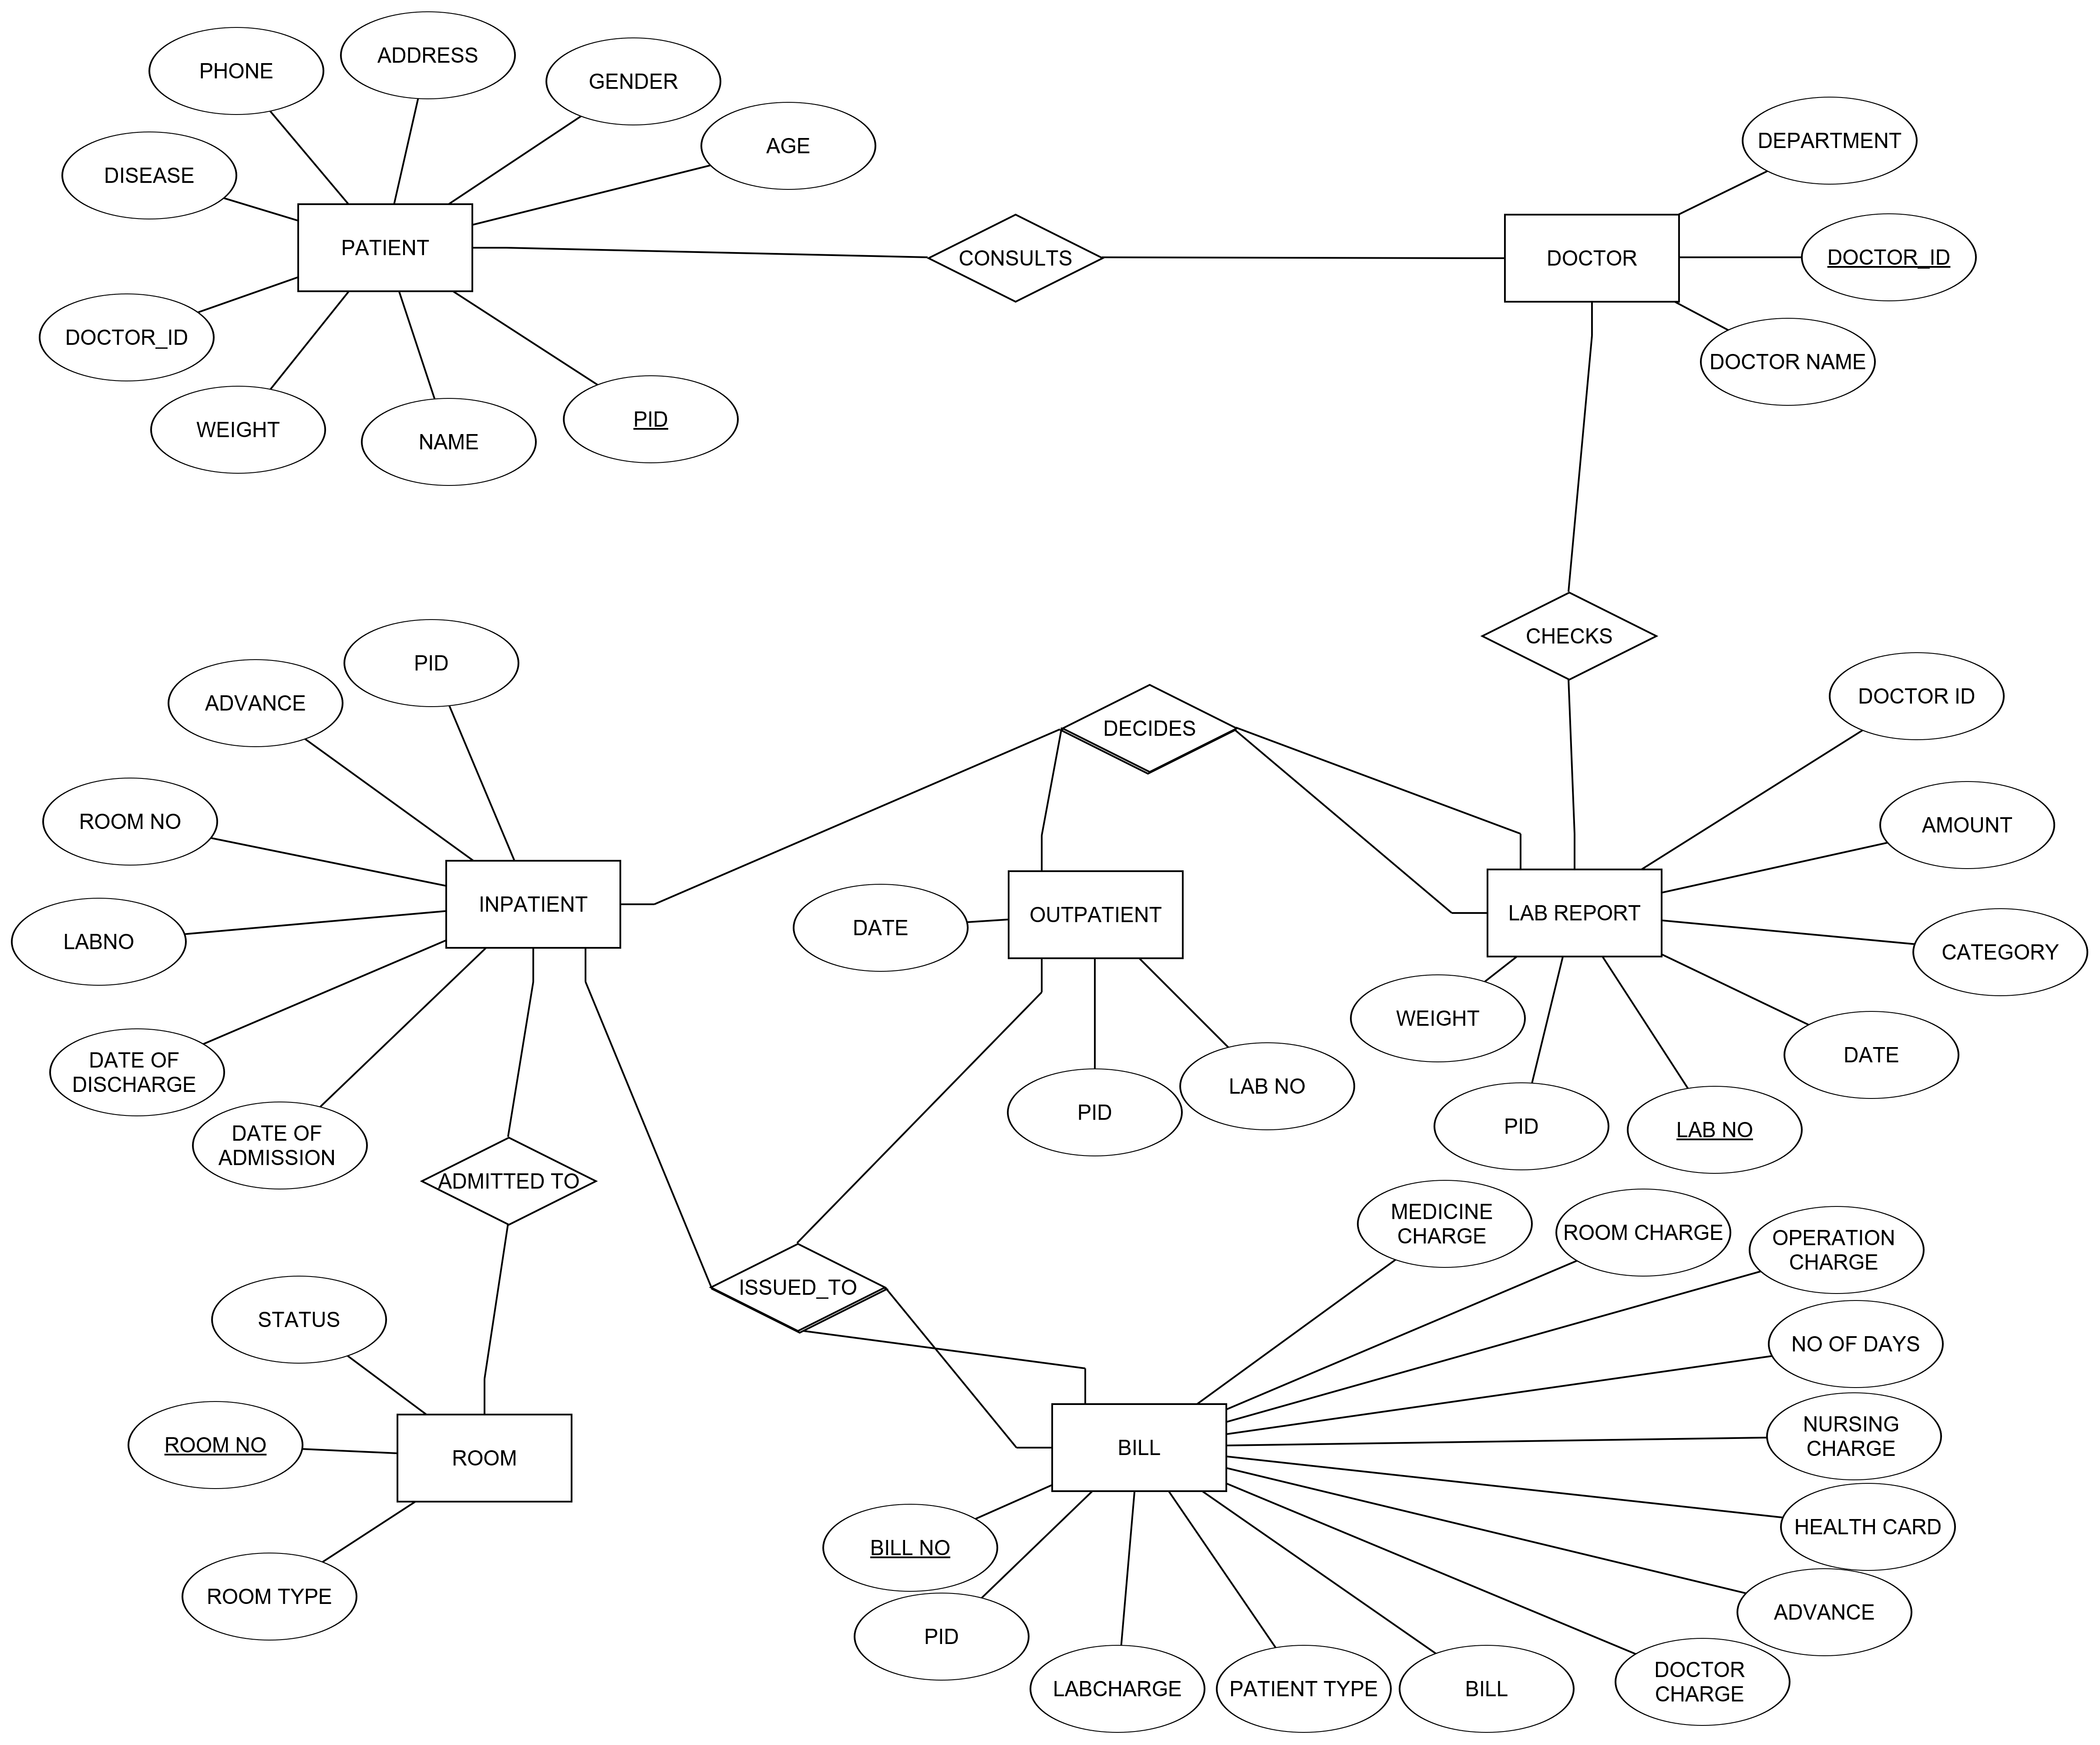 ADDRESS
PHONE
GENDER
AGE
DEPARTMENT
DISEASE
PATIENT
CONSULTS
DOCTOR
DOCTOR_ID
DOCTOR_ID
DOCTOR NAME
WEIGHT
NAME
PID
CHECKS
PID
ADVANCE
DECIDES
DOCTOR ID
ROOM NO
AMOUNT
INPATIENT
OUTPATIENT
LAB REPORT
DATE
LABNO
CATEGORY
WEIGHT
DATE
DATE OF
DISCHARGE
LAB NO
PID
PID
LAB NO
DATE OF
ADMISSION
ADMITTED TO
MEDICINE
CHARGE
ROOM CHARGE
OPERATION
CHARGE
ISSUED_TO
STATUS
NO OF DAYS
NURSING
CHARGE
ROOM NO
ROOM
BILL
HEALTH CARD
BILL NO
ROOM TYPE
ADVANCE
PID
LABCHARGE
PATIENT TYPE
BILL
DOCTOR
CHARGE